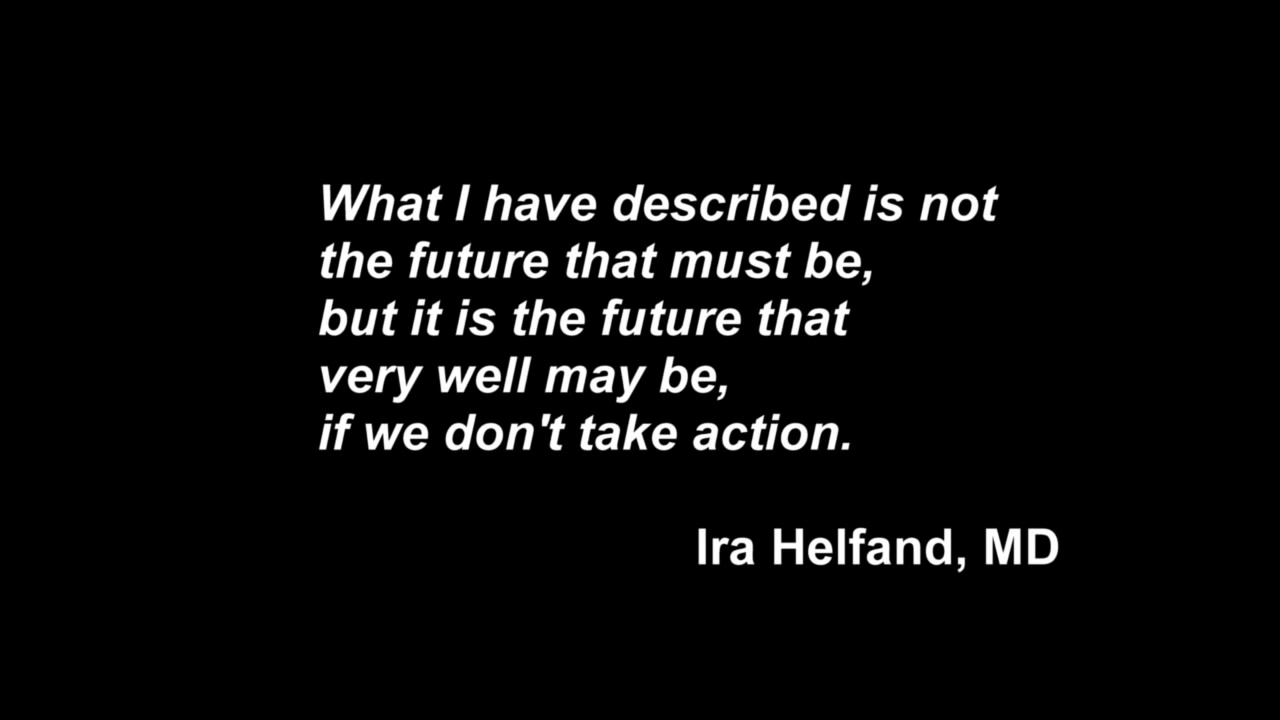 What I have described is not
the future that must be,
but it is the future that
very well may be,
if we don't take action.
Ira Helfand, MD